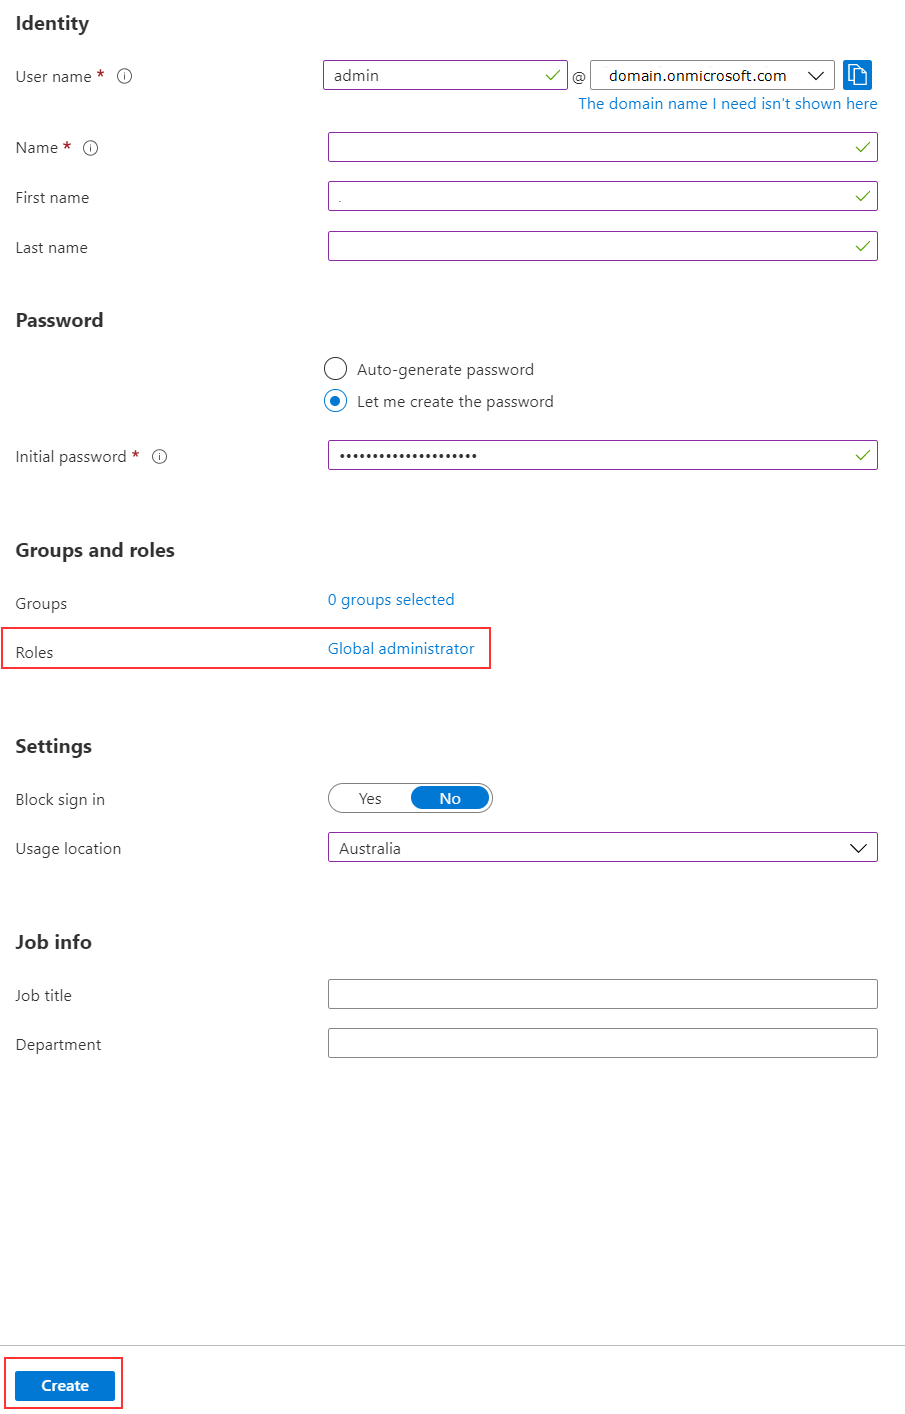 Identity
User name * admin @ domain.onmicrosoft.com
The domain name I need isn't shown here
Name *
First name .
Last name
Password
Auto-generate password
Let me create the password
Initial password * •••••••••••••••••••••
Groups and roles
Groups 0 groups selected
Roles Global administrator
Settings
Block sign in Yes No
Usage location Australia
Job info
Job title
Department
Create